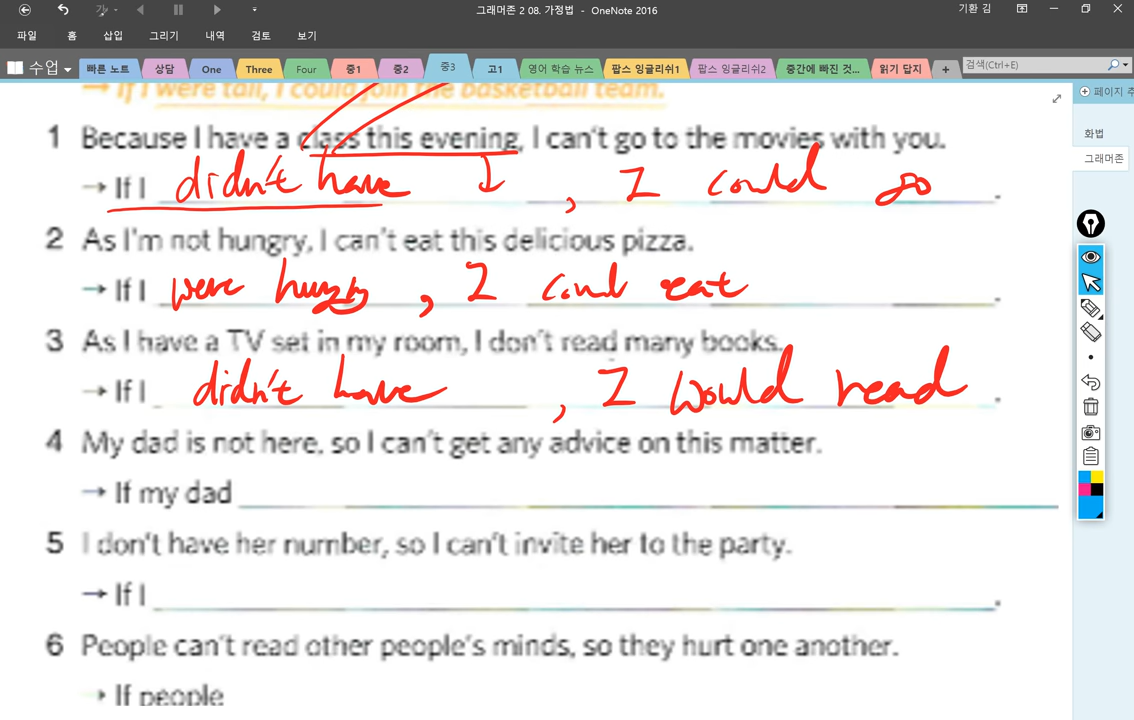 그래머존 2 08. 가정법 - OneNote 2016
기환 김
파일 홈 삽입 그리기 내역 검토 보기
수업 빠른 노트 상담 One Three Four 중1 중2 중3 고1 영어 학습 뉴스 팝스 잉글리쉬1 팝스 잉글리쉬2 중간에 빠진 것... 읽기 답지 + 검색(Ctrl+E)
→ If I were tall, I could join the basketball team.
페이지 추
화법
그래머존
1 Because I have a class this evening, I can't go to the movies with you.
→ If I didn't have , I could go .
2 As I'm not hungry, I can't eat this delicious pizza.
→ If I were hungry , I could eat .
3 As I have a TV set in my room, I don't read many books.
→ If I didn't have , I would read .
4 My dad is not here, so I can't get any advice on this matter.
→ If my dad
5 I don't have her number, so I can't invite her to the party.
→ If I .
6 People can't read other people's minds, so they hurt one another.
→ If people